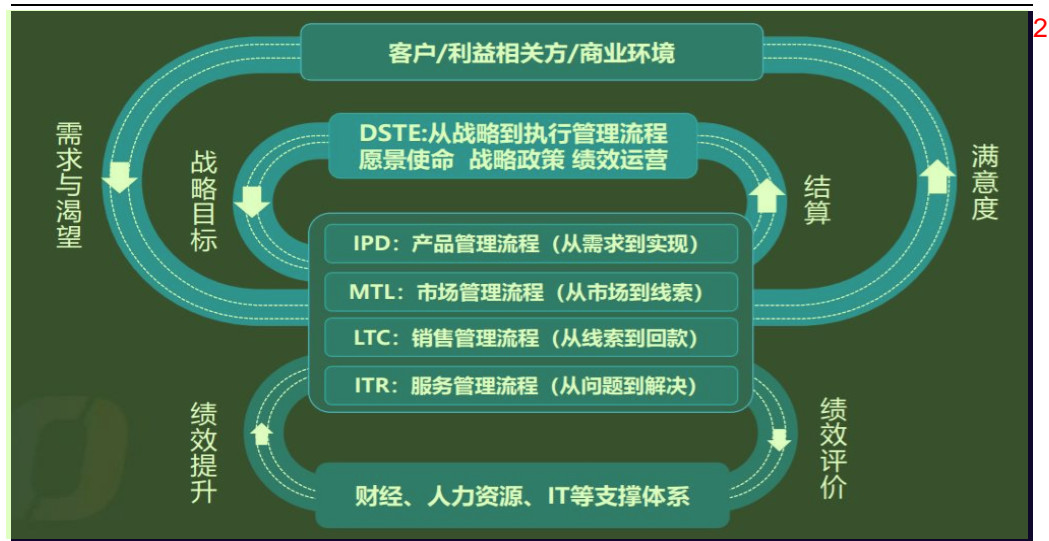 2
客户/利益相关方/商业环境
DSTE:从战略到执行管理流程
愿景使命 战略政策 绩效运营
需求与渴望
战略目标
结算
满意度
IPD：产品管理流程（从需求到实现）
MTL：市场管理流程（从市场到线索）
LTC：销售管理流程（从线索到回款）
ITR：服务管理流程（从问题到解决）
绩效提升
绩效评价
财经、人力资源、IT等支撑体系